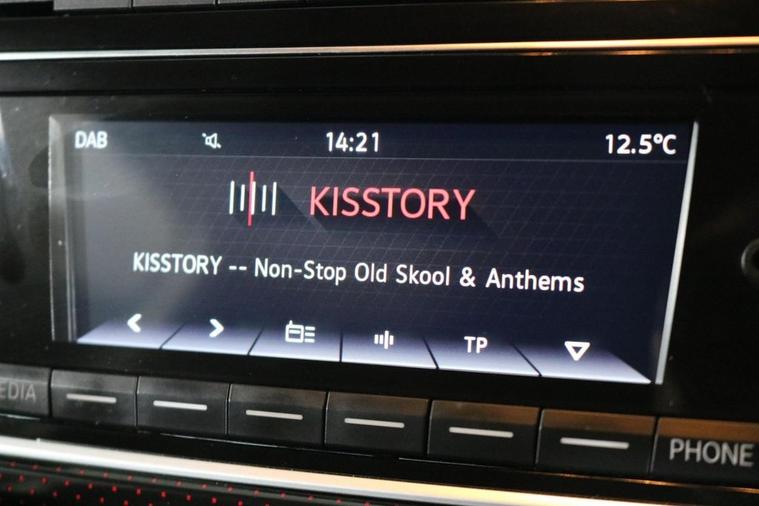 DAB 14:21 12.5°C
KISSTORY
KISSTORY -- Non-Stop Old Skool & Anthems
TP
EDIA PHONE